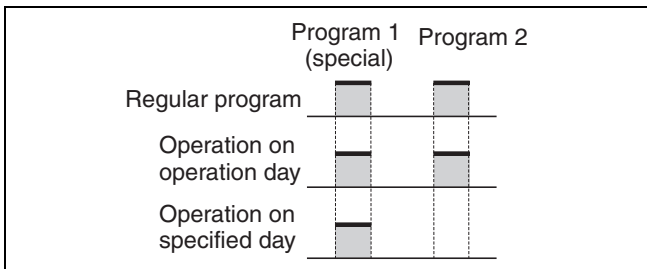 Program 1 Program 2
(special)
Regular program
Operation on
operation day
Operation on
specified day